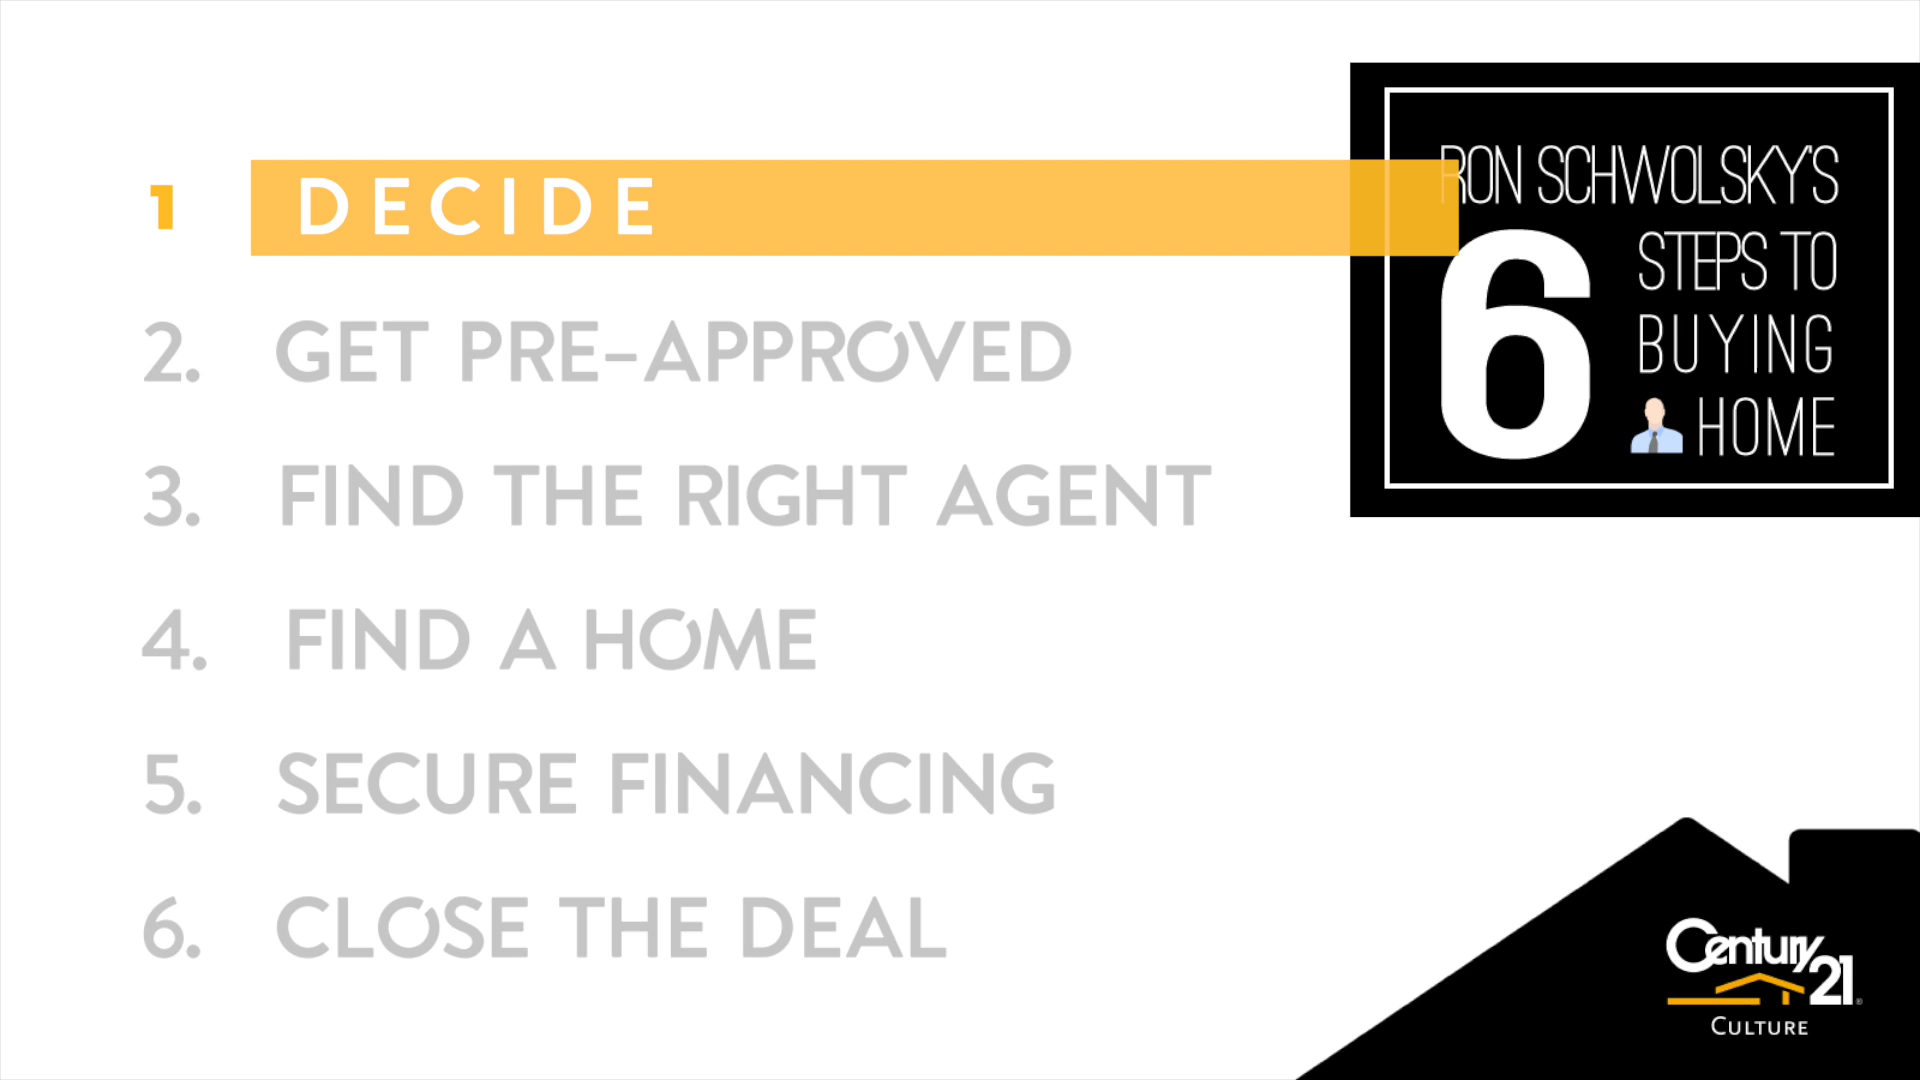 1 DECIDE
2. GET PRE-APPROVED
3. FIND THE RIGHT AGENT
4. FIND A HOME
5. SECURE FINANCING
6. CLOSE THE DEAL
RON SCHWOLSKY'S
6 STEPS TO
BUYING
HOME
Century 21®
CULTURE